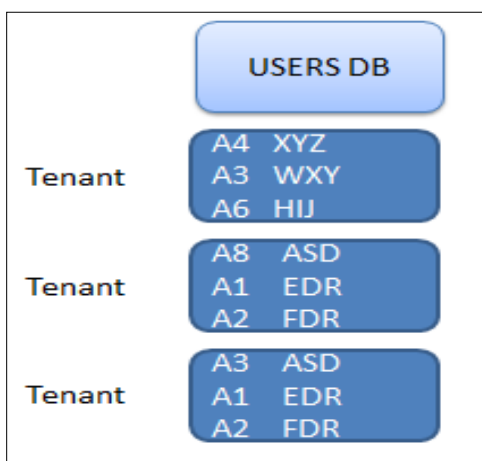 USERS DB
A4 XYZ
Tenant A3 WXY
A6 HIJ
A8 ASD
Tenant A1 EDR
A2 FDR
A3 ASD
Tenant A1 EDR
A2 FDR